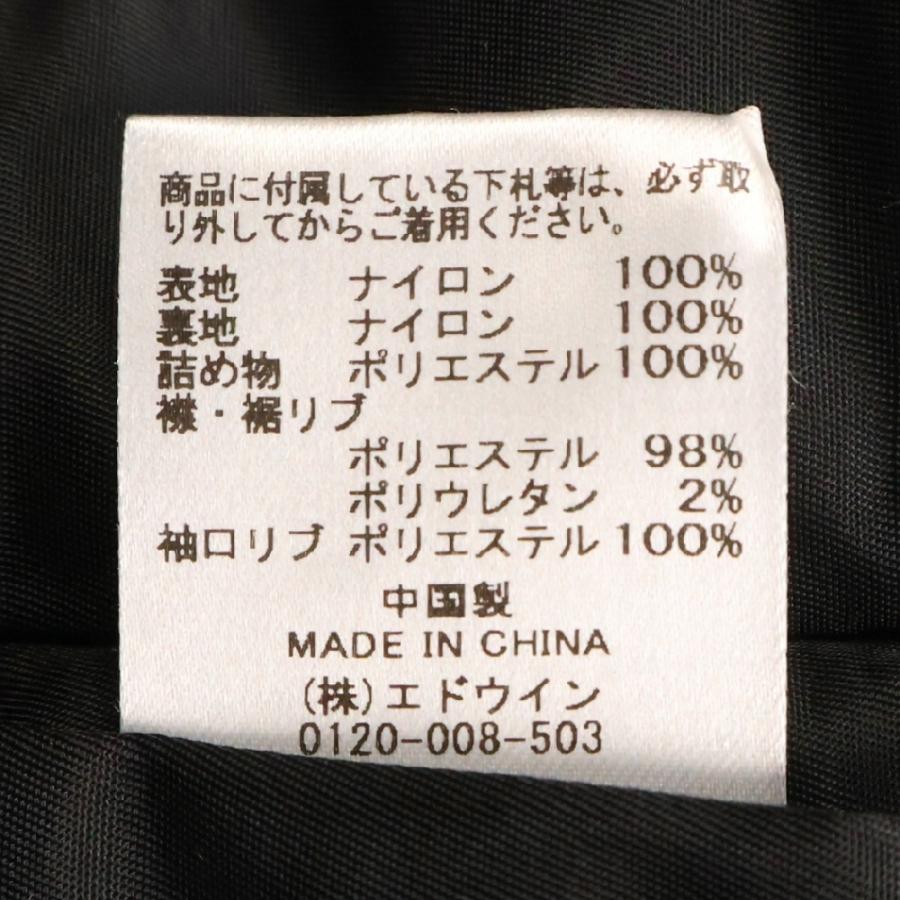 商品に付属している下札等は、必ず取
り外してからご着用ください。
表地 ナイロン 100%
裏地 ナイロン 100%
詰め物 ポリエステル 100%
襟・裾リブ
ポリエステル 98%
ポリウレタン 2%
袖口リブ ポリエステル 100%
中国製
MADE IN CHINA
(株)エドウイン
0120-008-503